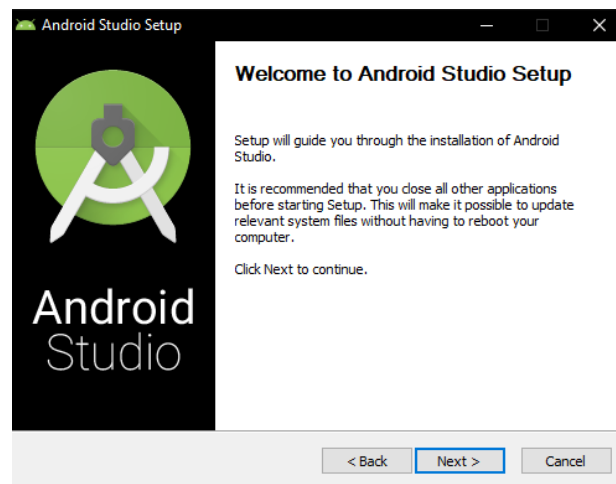 Android Studio Setup
Welcome to Android Studio Setup
Setup will guide you through the installation of Android
Studio.
It is recommended that you close all other applications
before starting Setup. This will make it possible to update
relevant system files without having to reboot your
computer.
Click Next to continue.
Android
Studio
< Back
Next >
Cancel